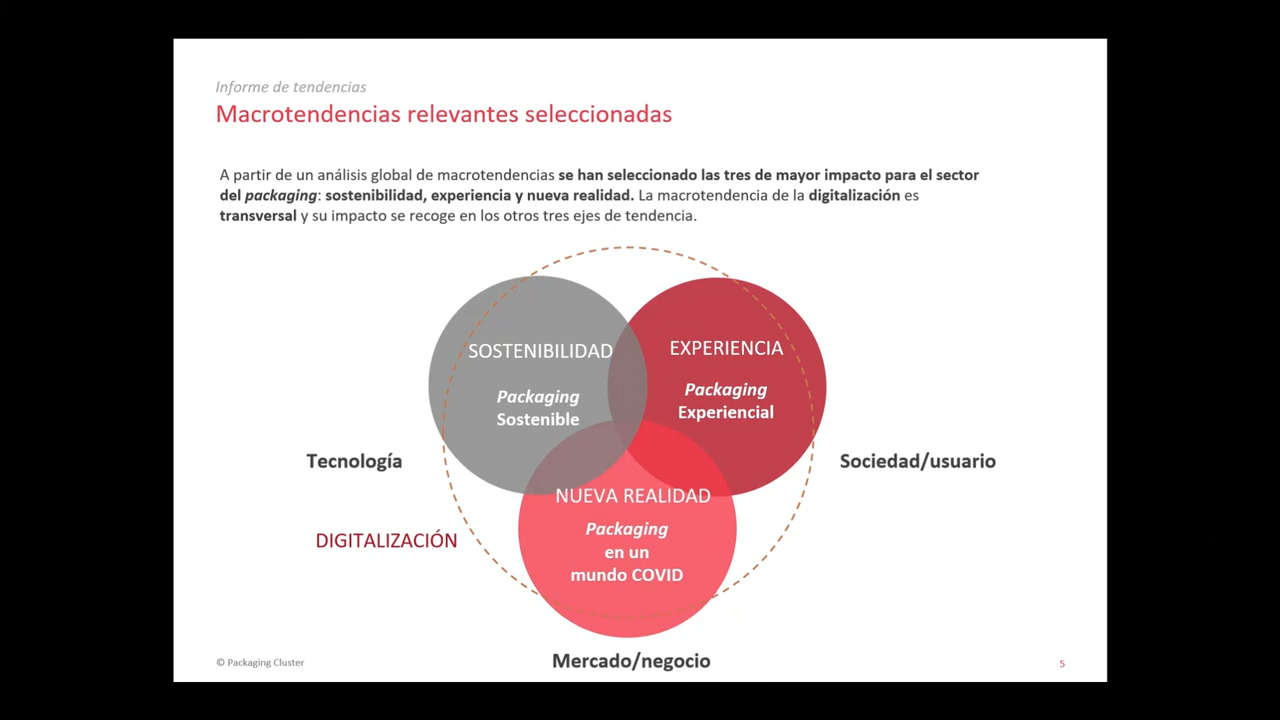 Informe de tendencias
Macrotendencias relevantes seleccionadas
A partir de un análisis global de macrotendencias se han seleccionado las tres de mayor impacto para el sector
del packaging: sostenibilidad, experiencia y nueva realidad. La macrotendencia de la digitalización es
transversal y su impacto se recoge en los otros tres ejes de tendencia.
SOSTENIBILIDAD
Packaging
Sostenible
EXPERIENCIA
Packaging
Experiencial
Tecnología
Sociedad/usuario
NUEVA REALIDAD
Packaging
en un
mundo COVID
DIGITALIZACIÓN
Mercado/negocio
© Packaging Cluster
5